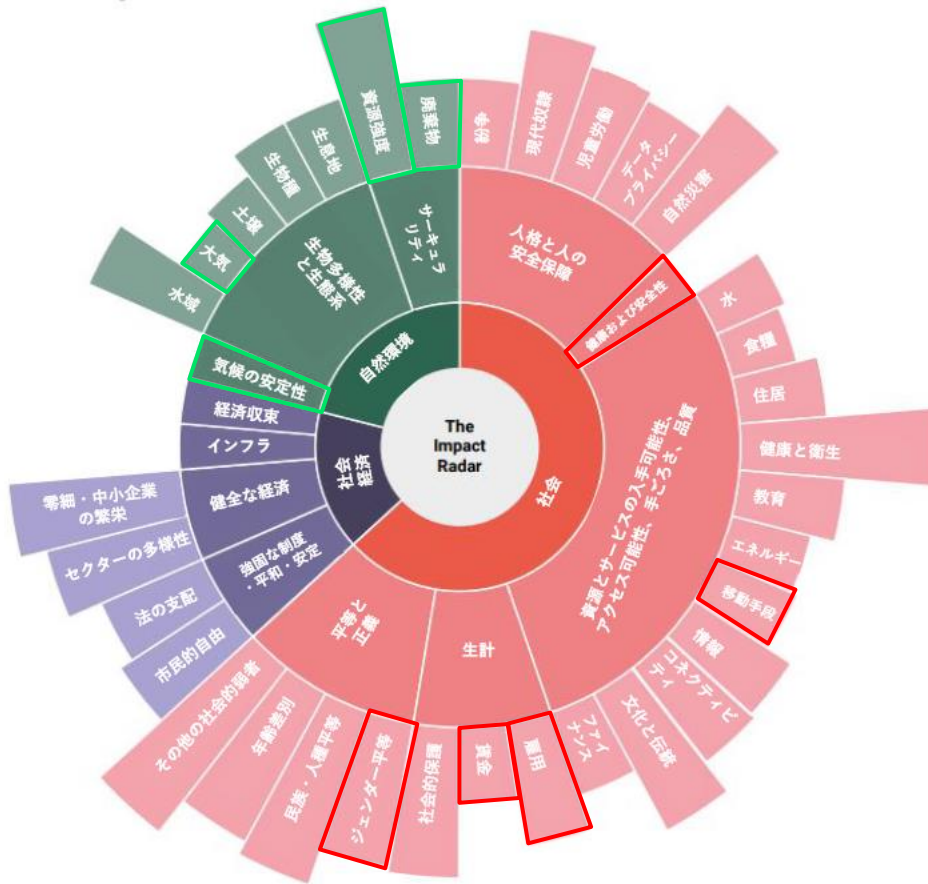 The
Impact
Radar
自然環境
社会
社会
経済
サーキュラ
リティ
生物多様性
と生態系
気候の安定性
経済収束
インフラ
健全な経済
強固な制度
・平和・安定
平等と
正義
生計
資源とサービスの入手可能性、
アクセス可能性、手ごろさ、品質
健康および安全性
人格と人の
安全保障
紛争
現代奴隷
児童労働
データ
プライバシー
自然災害
水
食糧
住居
健康と衛生
教育
エネルギー
移動手段
情報
コネクティビ
ティ
文化と伝統
ファイ
ナンス
雇用
賃金
社会的保護
ジェンダー平等
民族・人種平等
年齢差別
その他の社会的弱者
市民的自由
法の支配
セクターの多様性
零細・中小企業
の繁栄
水域
大気
土壌
生物種
生息地
資源強度
廃棄物